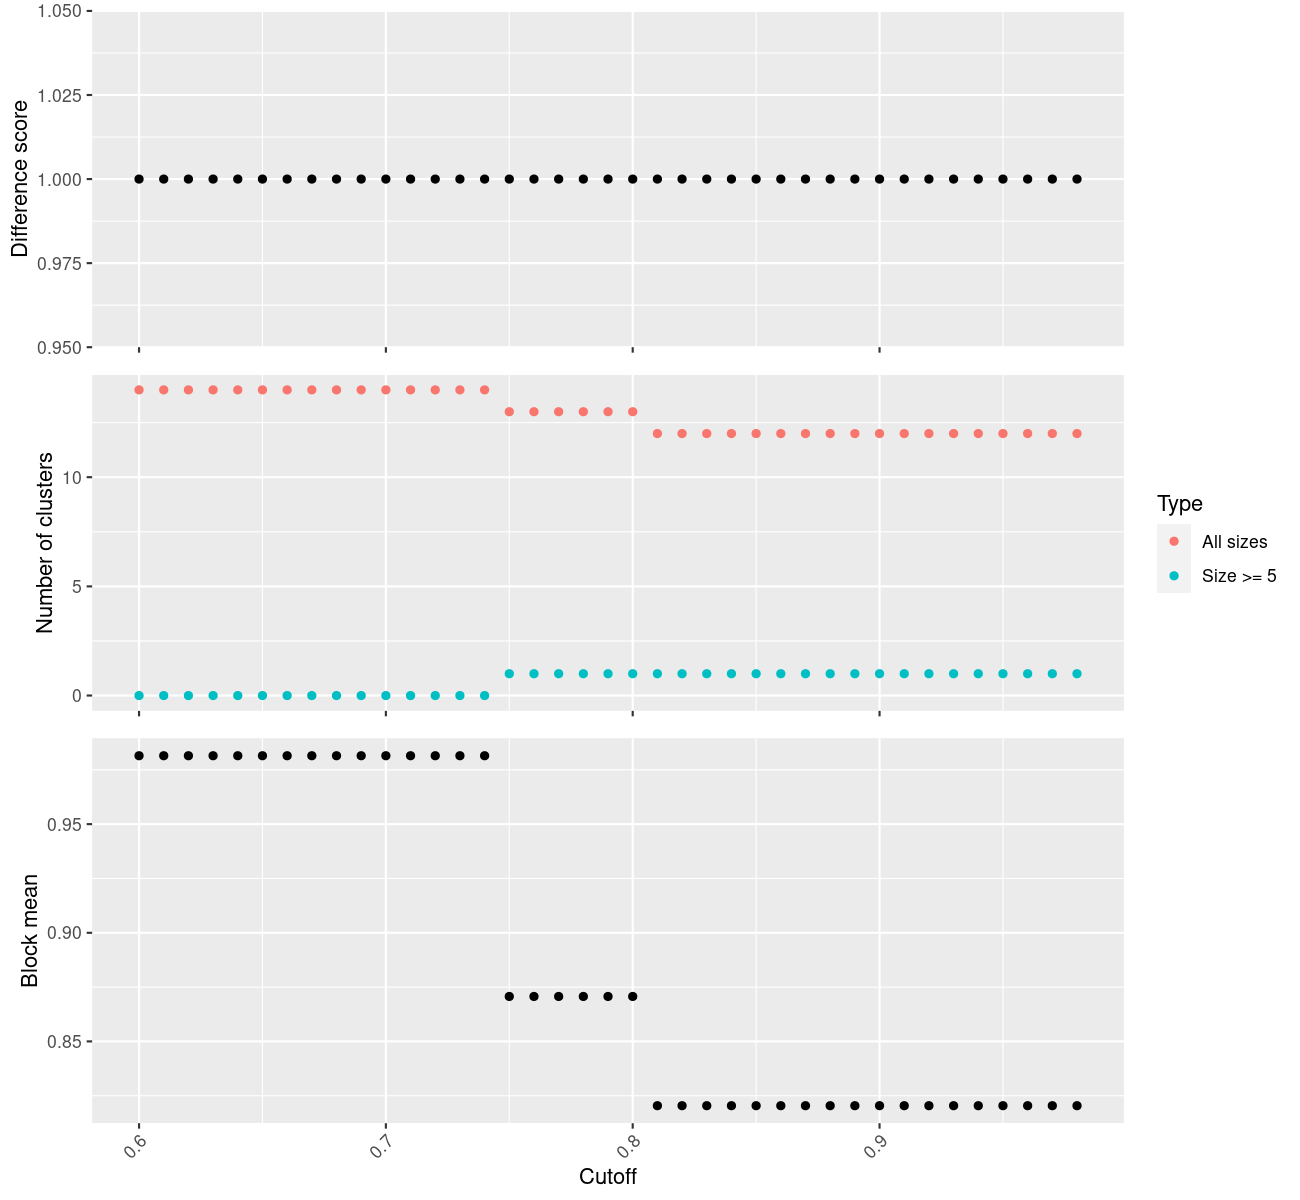 1.050
1.025
1.000
0.975
0.950
Difference score
10
5
0
Number of clusters
Type
All sizes
Size >= 5
0.95
0.90
0.85
Block mean
0.6
0.7
0.8
0.9
Cutoff